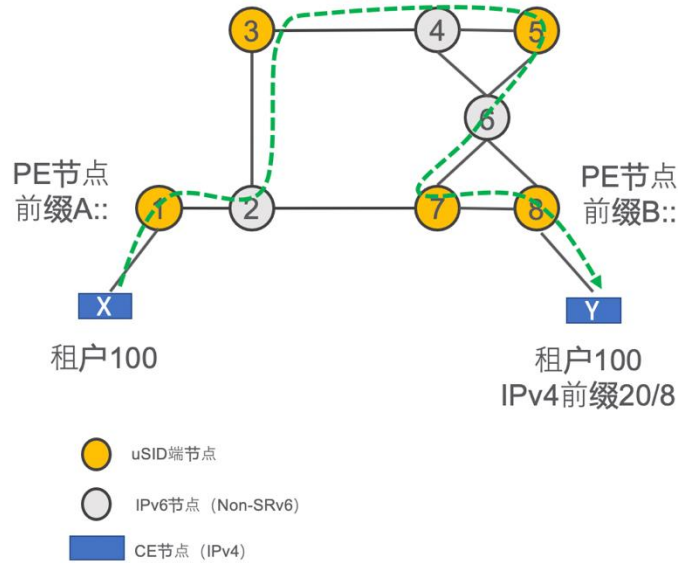 3
4
5
6
PE节点
前缀A::
PE节点
前缀B::
1
2
7
8
X
Y
租户100
租户100
IPv4前缀20/8
uSID端节点
IPv6节点（Non-SRv6）
CE节点（IPv4）